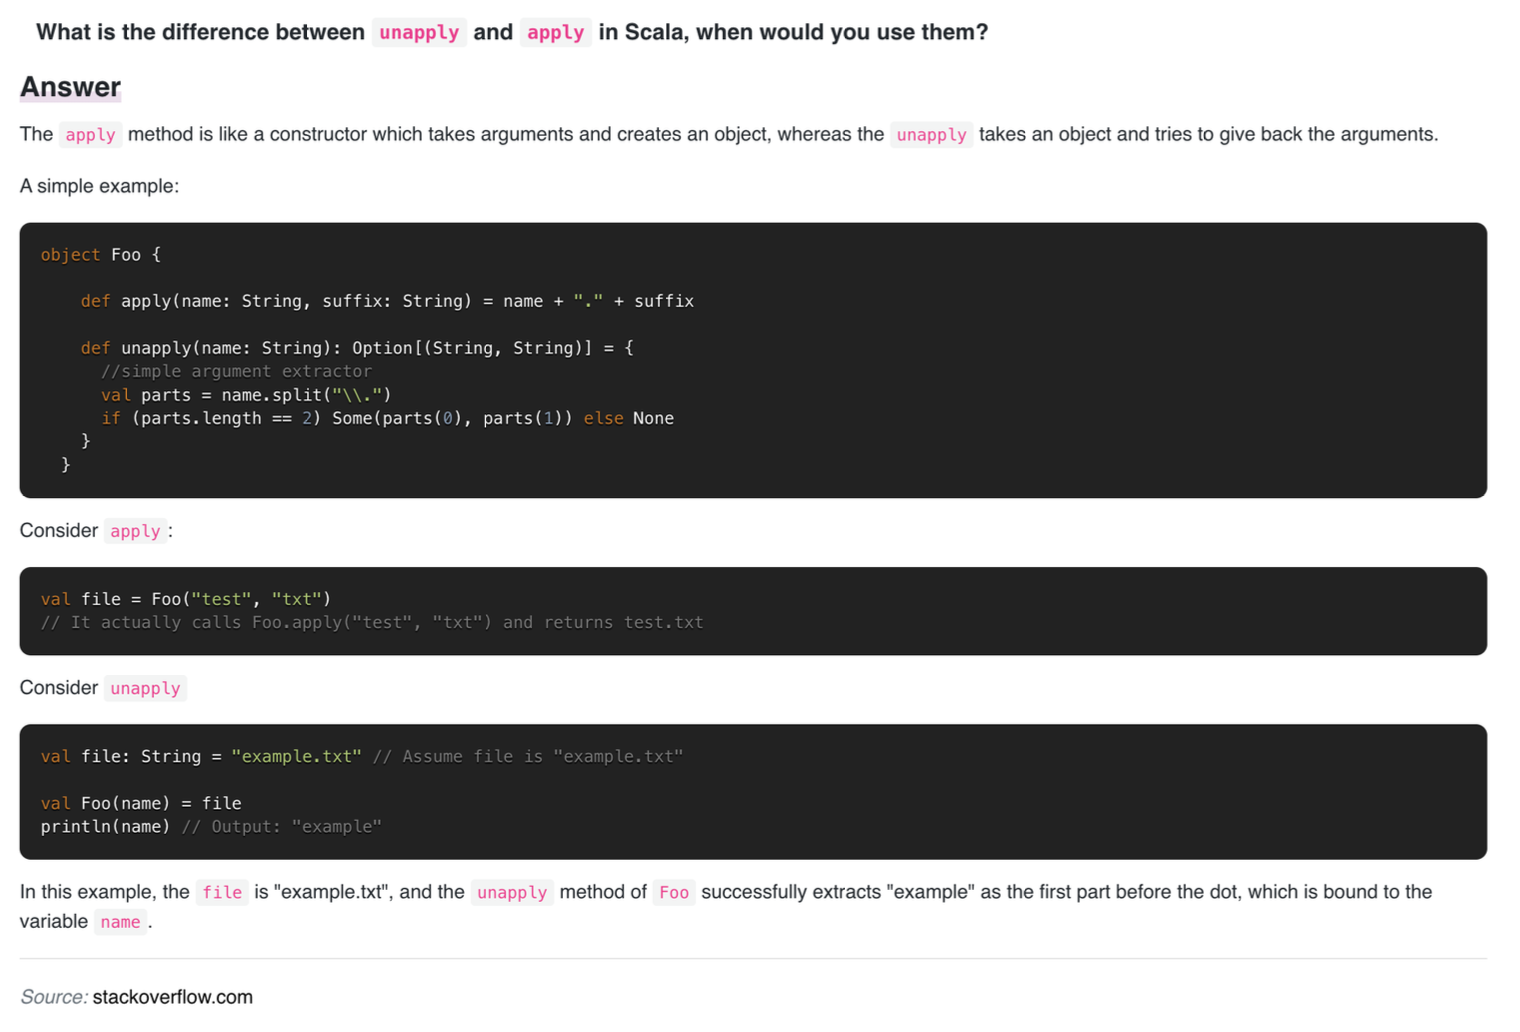 What is the difference between unapply and apply in Scala, when would you use them?
Answer
The apply method is like a constructor which takes arguments and creates an object, whereas the unapply takes an object and tries to give back the arguments.
A simple example:
object Foo {
    def apply(name: String, suffix: String) = name + "." + suffix
    def unapply(name: String): Option[(String, String)] = {
      //simple argument extractor
      val parts = name.split("\\.")
      if (parts.length == 2) Some(parts(0), parts(1)) else None
    }
  }
Consider apply :
val file = Foo("test", "txt")
// It actually calls Foo.apply("test", "txt") and returns test.txt
Consider unapply
val file: String = "example.txt" // Assume file is "example.txt"
val Foo(name) = file
println(name) // Output: "example"
In this example, the file is "example.txt", and the unapply method of Foo successfully extracts "example" as the first part before the dot, which is bound to the
variable name .
Source: stackoverflow.com